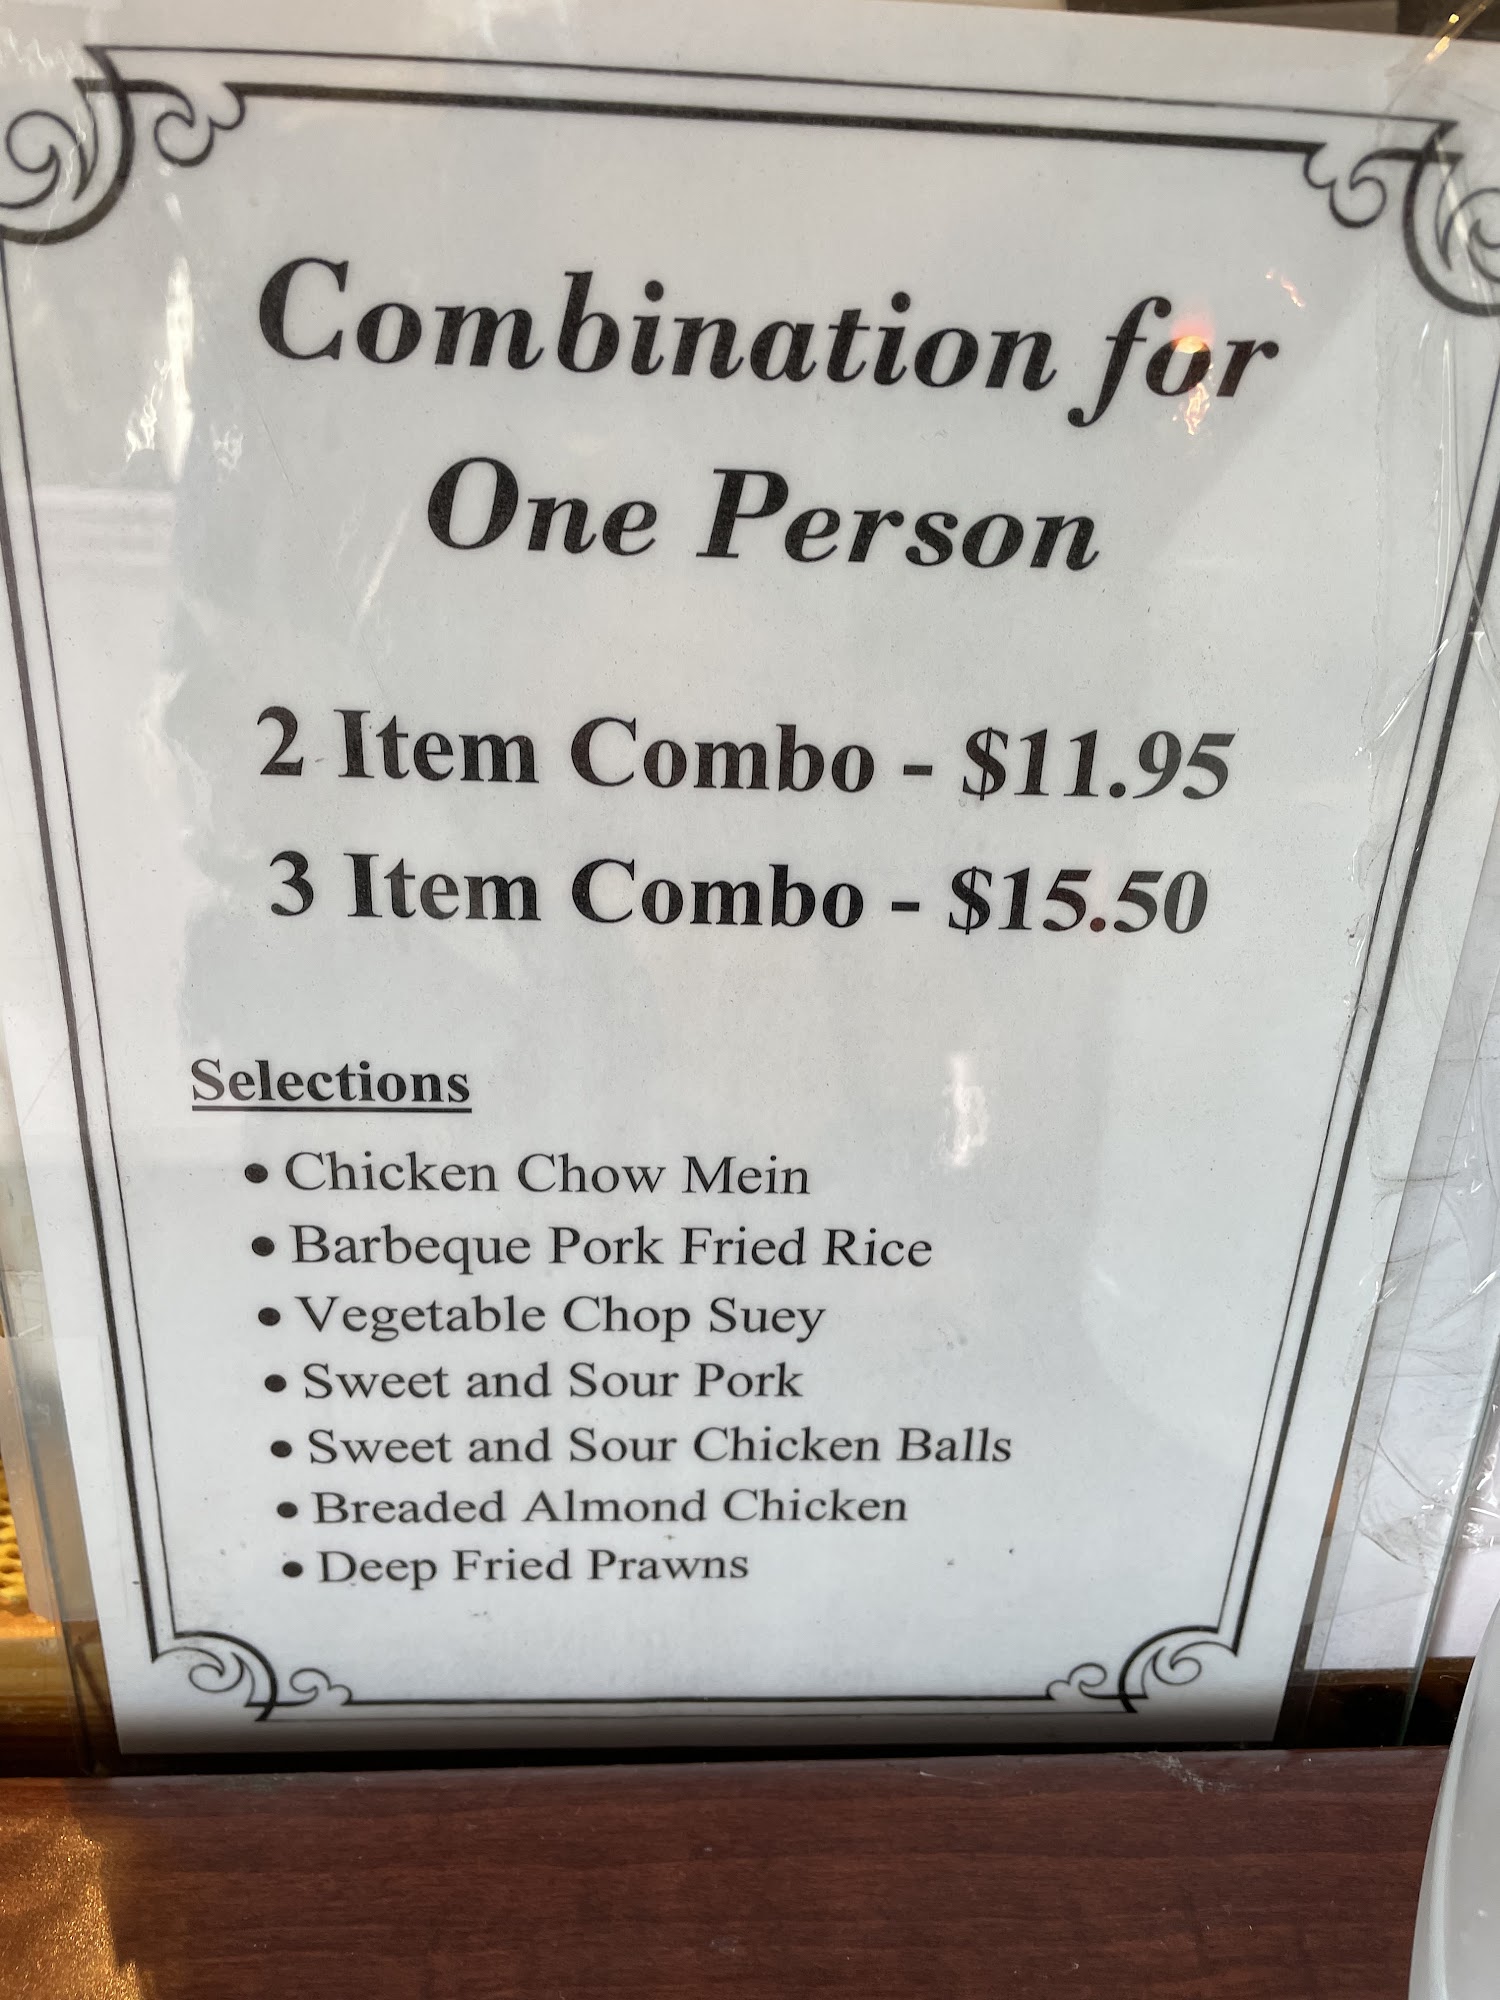 Combination for
One Person
2 Item Combo - $11.95
3 Item Combo - $15.50
Selections
• Chicken Chow Mein
• Barbeque Pork Fried Rice
• Vegetable Chop Suey
• Sweet and Sour Pork
• Sweet and Sour Chicken Balls
• Breaded Almond Chicken
• Deep Fried Prawns